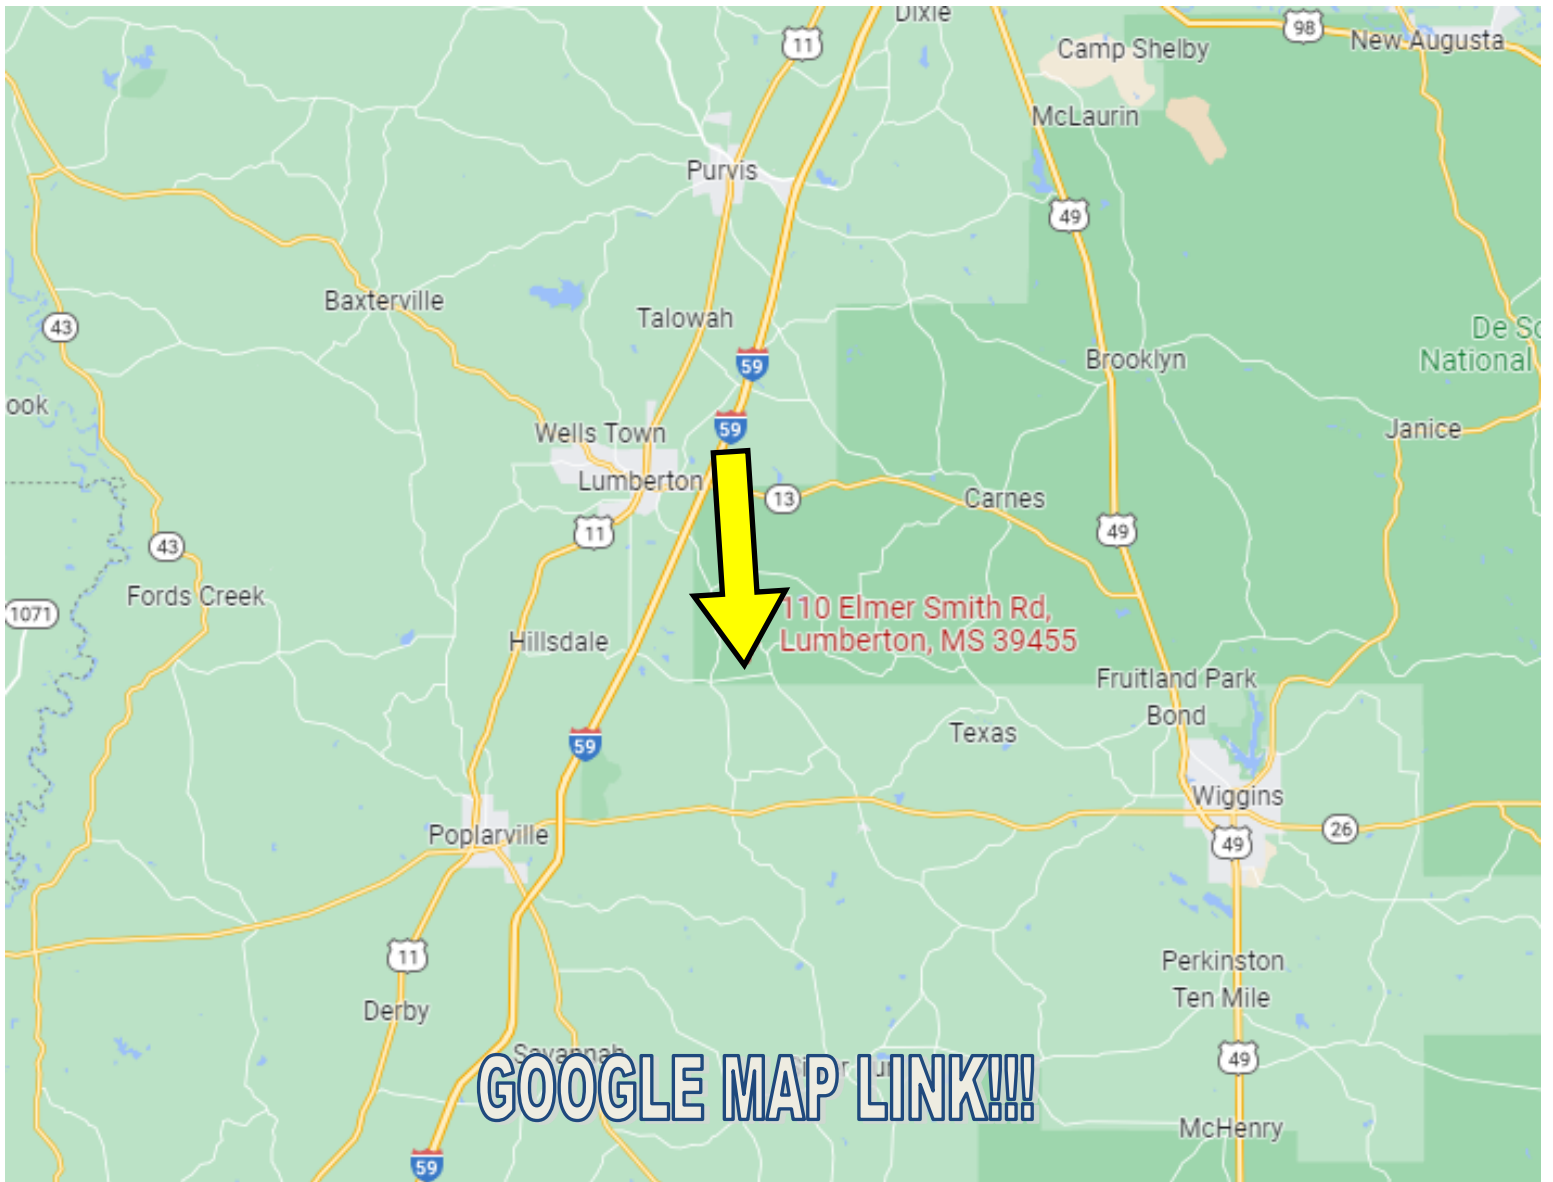 Dixie
11
98
New Augusta
Camp Shelby
McLaurin
Purvis
49
Baxterville
Talowah
43
De So
National
59
Brooklyn
ook
59
Wells Town
Janice
Lumberton
13
Carnes
11
49
43
Fords Creek
1071
110 Elmer Smith Rd,
Lumberton, MS 39455
Hillsdale
Fruitland Park
Bond
Texas
59
Wiggins
Poplarville
26
49
11
Perkinston
Ten Mile
Derby
Savannah
49
GOOGLE MAP LINK!!!
McHenry
59